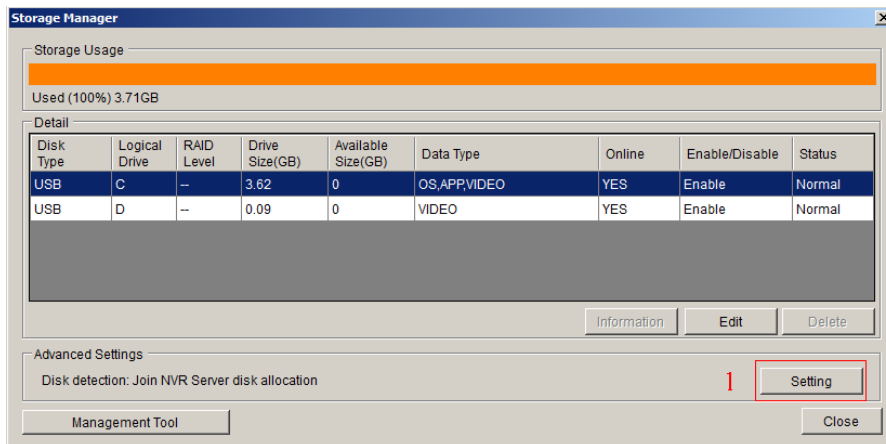 Storage Manager
Storage Usage
Used (100%) 3.71GB
Detail
Disk Type Logical Drive RAID Level Drive Size(GB) Available Size(GB) Data Type Online Enable/Disable Status
USB C -- 3.62 0 OS,APP,VIDEO YES Enable Normal
USB D -- 0.09 0 VIDEO YES Enable Normal
Information Edit Delete
Advanced Settings
Disk detection: Join NVR Server disk allocation 1 Setting
Management Tool Close